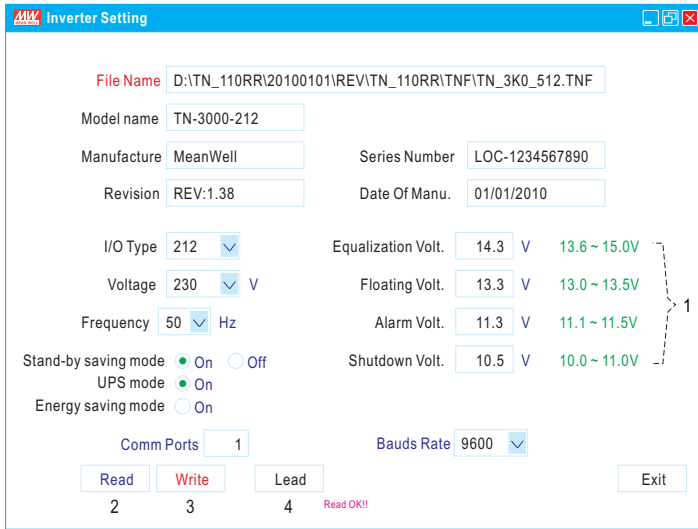 MW MEAN WELL Inverter Setting
File Name D:\TN_110RR\20100101\REV\TN_110RR\TNF\TN_3K0_512.TNF
Model name TN-3000-212
Manufacture MeanWell Series Number LOC-1234567890
Revision REV:1.38 Date Of Manu. 01/01/2010
I/O Type 212 Equalization Volt. 14.3 V 13.6 ~ 15.0V
Voltage 230 V Floating Volt. 13.3 V 13.0 ~ 13.5V
1
Frequency 50 Hz Alarm Volt. 11.3 V 11.1 ~ 11.5V
Stand-by saving mode On Off Shutdown Volt. 10.5 V 10.0 ~ 11.0V
UPS mode On
Energy saving mode On
Comm Ports 1 Bauds Rate 9600
Read Write Lead Exit
2 3 4 Read OK!!